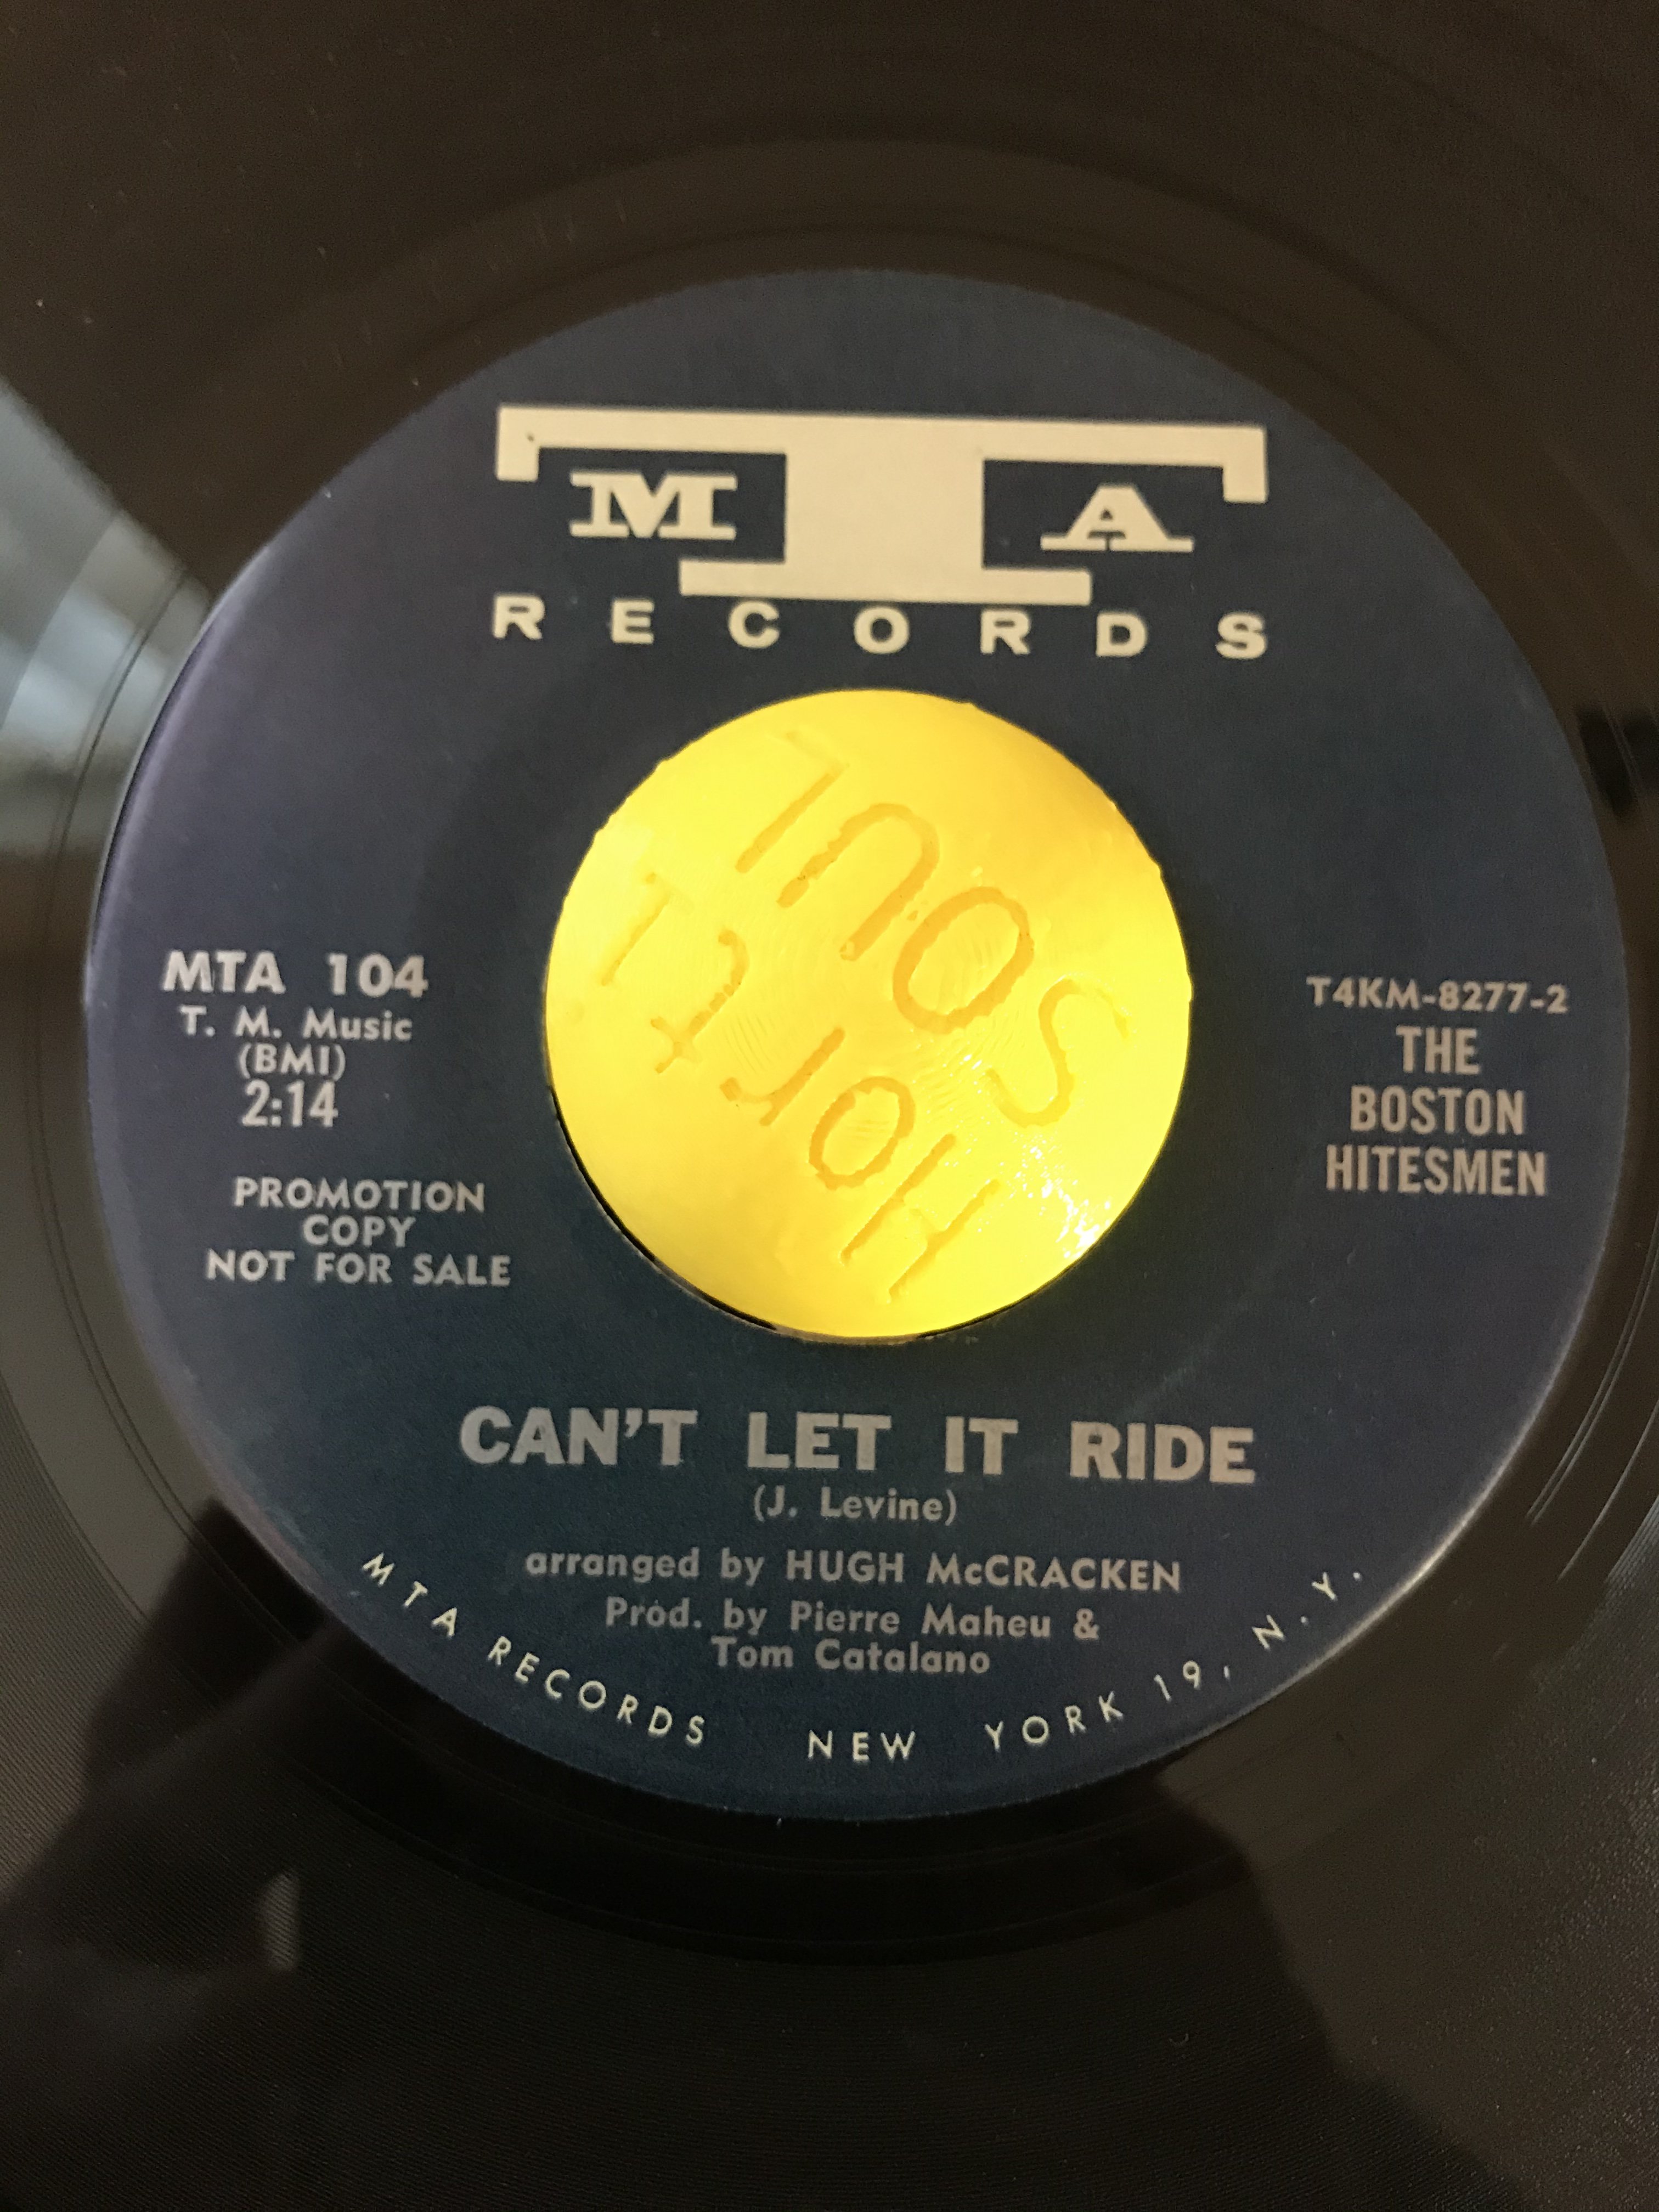 MTA
RECORDS
SOUL
MTA 104
T. M. Music
(BMI)
2:14
PROMOTION
COPY
NOT FOR SALE
T4KM-8277-2
THE
BOSTON
HITESMEN
CAN'T LET IT RIDE
(J. Levine)
arranged by HUGH McCRACKEN
Prod. by Pierre Maheu &
Tom Catalano
MTA RECORDS NEW YORK 19, N.Y.